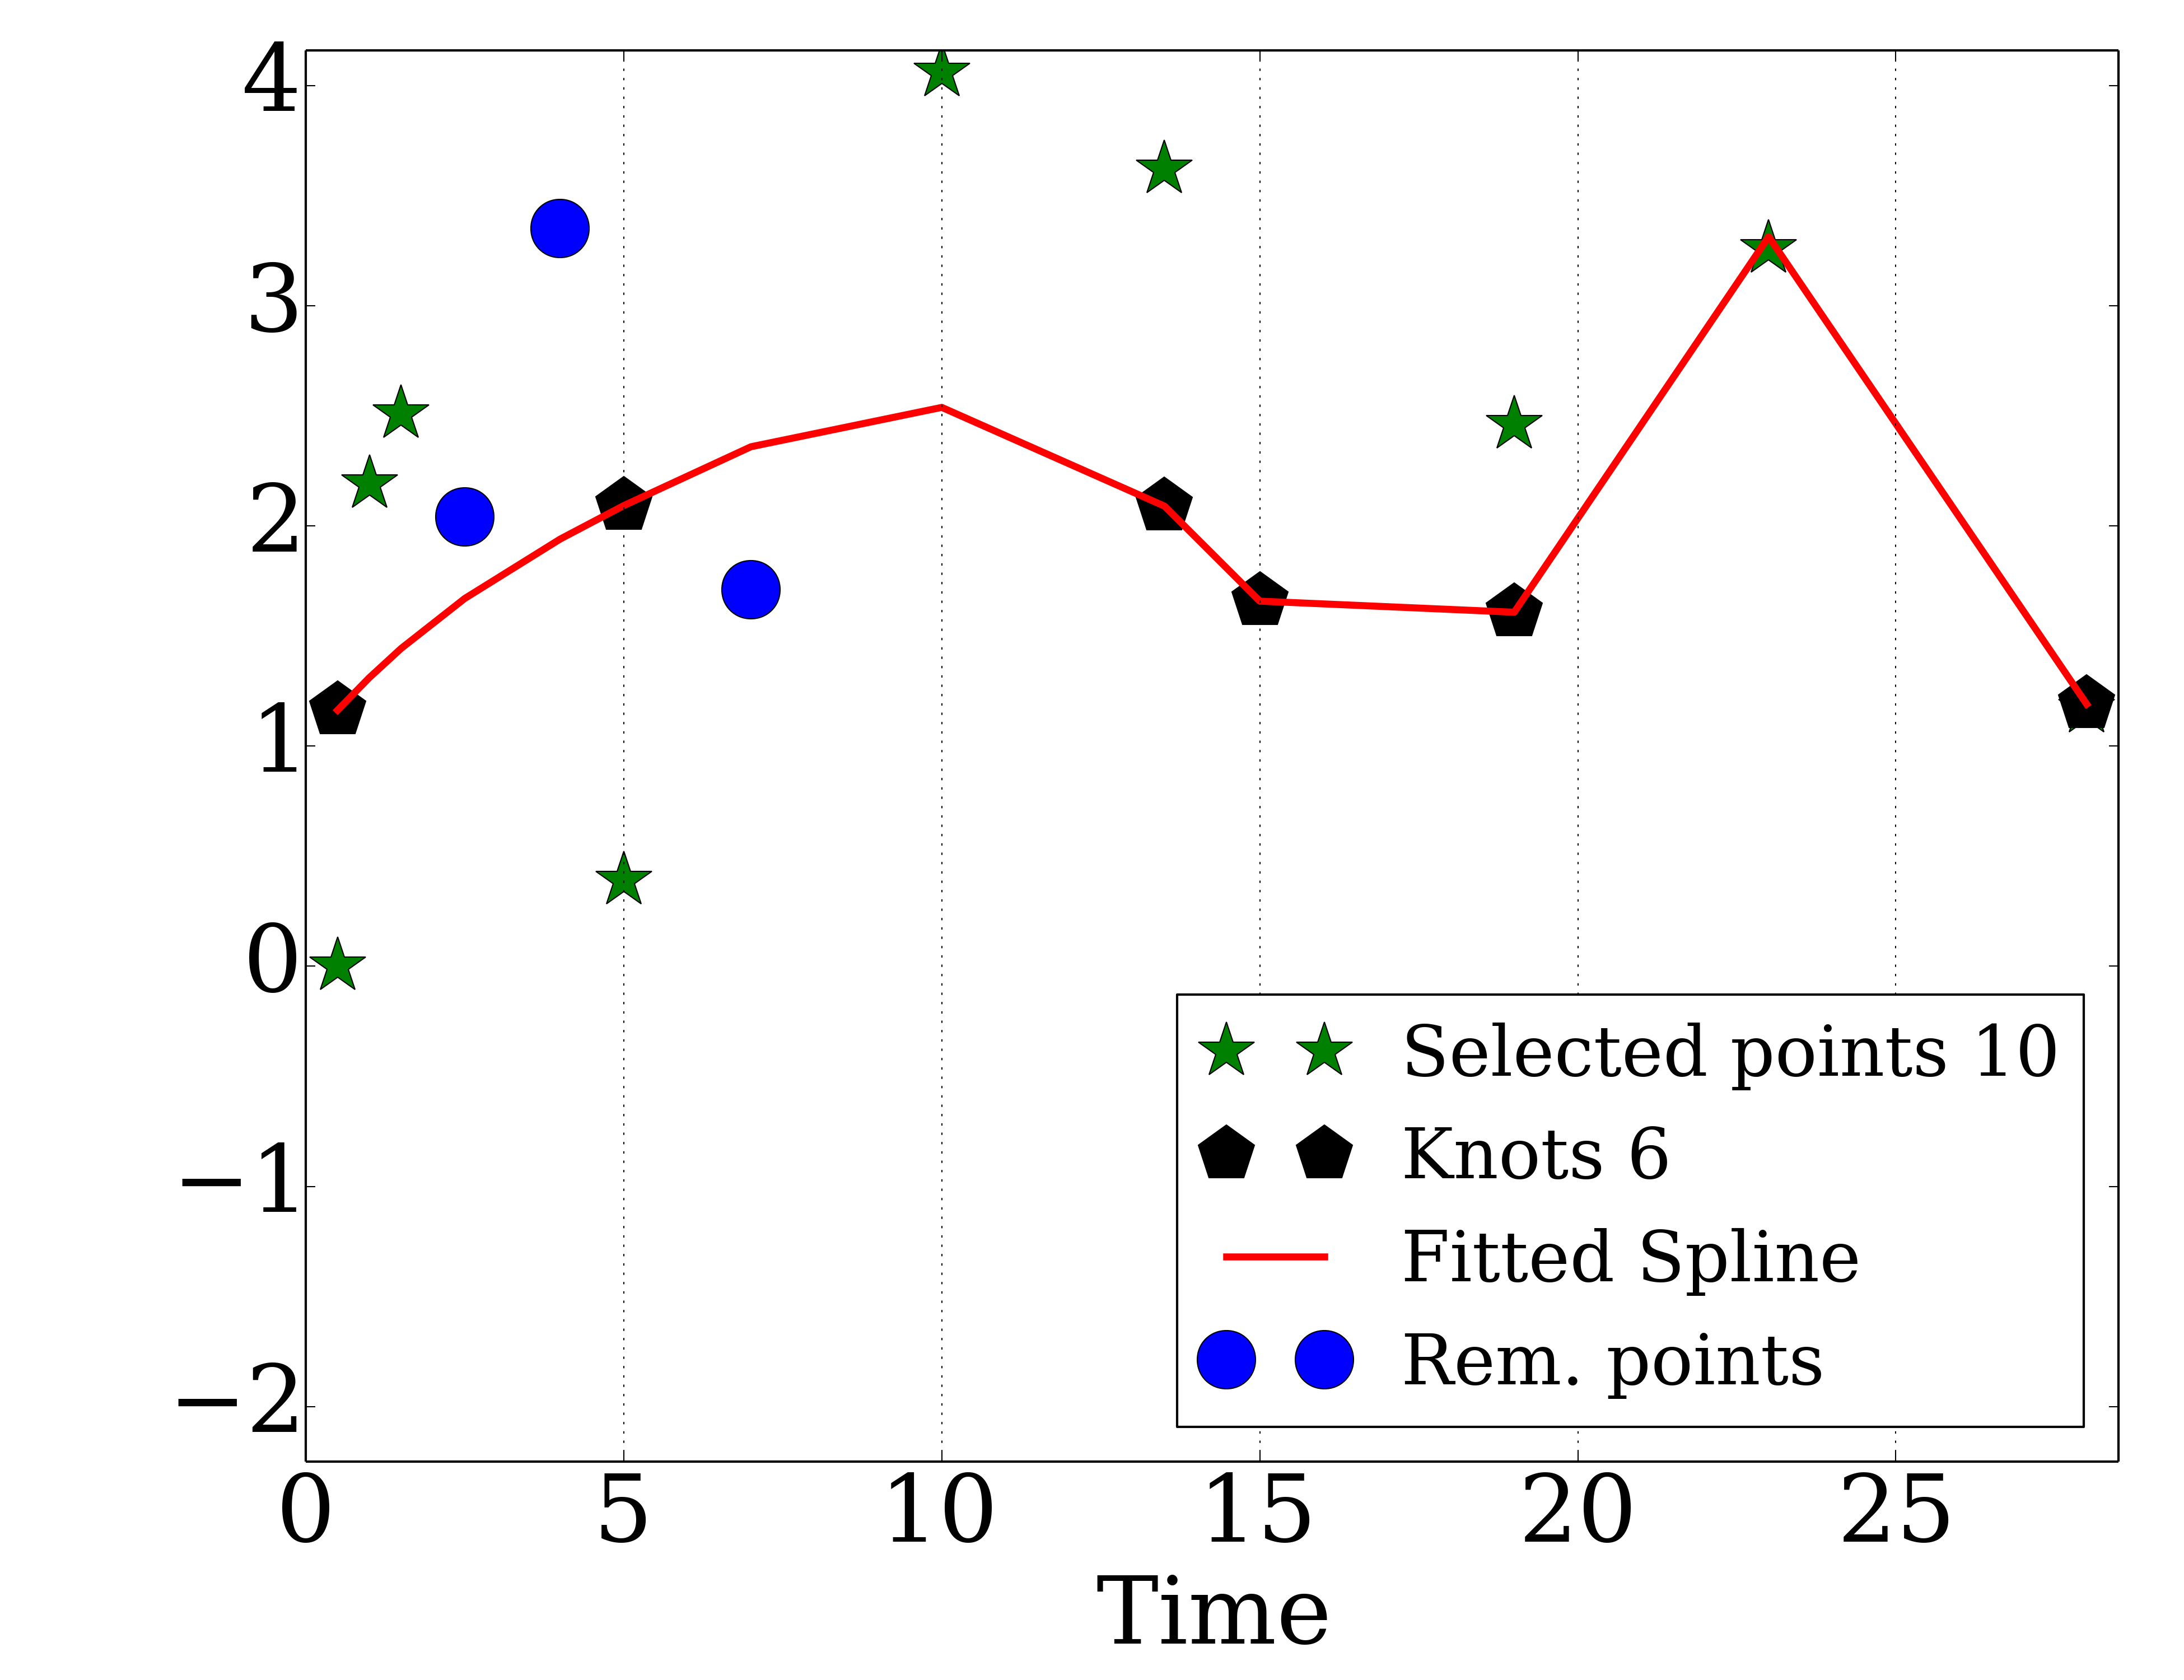 4
3
2
1
0
−1
−2
Selected points 10
Knots 6
Fitted Spline
Rem. points
0 5 10 15 20 25
Time